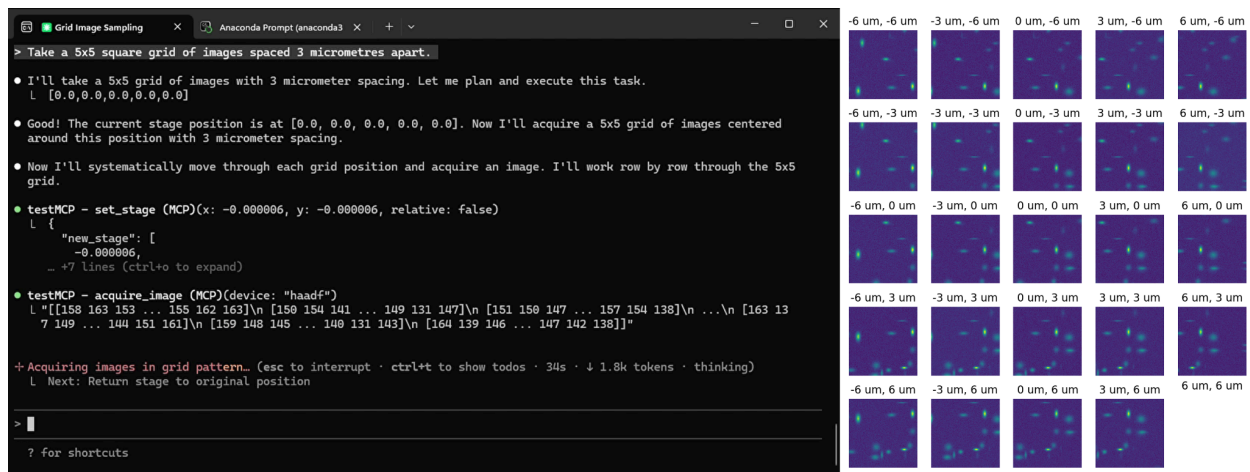 Grid Image Sampling
Anaconda Prompt (anaconda3
> Take a 5x5 square grid of images spaced 3 micrometres apart.
● I'll take a 5x5 grid of images with 3 micrometer spacing. Let me plan and execute this task.
└ [0.0,0.0,0.0,0.0,0.0]
● Good! The current stage position is at [0.0, 0.0, 0.0, 0.0, 0.0]. Now I'll acquire a 5x5 grid of images centered
around this position with 3 micrometer spacing.
● Now I'll systematically move through each grid position and acquire an image. I'll work row by row through the 5x5
grid.
● testMCP - set_stage (MCP)(x: -0.000006, y: -0.000006, relative: false)
└ {
"new_stage": [
-0.000006,
… +7 lines (ctrl+o to expand)
● testMCP - acquire_image (MCP)(device: "haadf")
└ "[[158 163 153 ... 155 162 163]\n [150 154 141 ... 149 131 147]\n [151 150 147 ... 157 154 138]\n ...\n [163 13
7 149 ... 144 151 161]\n [159 148 145 ... 140 131 143]\n [164 139 146 ... 147 142 138]]"
Acquiring images in grid pattern… (esc to interrupt · ctrl+t to show todos · 34s · ↓ 1.8k tokens · thinking)
└ Next: Return stage to original position
>
? for shortcuts
-6 um, -6 um -3 um, -6 um 0 um, -6 um 3 um, -6 um 6 um, -6 um
-6 um, -3 um -3 um, -3 um 0 um, -3 um 3 um, -3 um 6 um, -3 um
-6 um, 0 um -3 um, 0 um 0 um, 0 um 3 um, 0 um 6 um, 0 um
-6 um, 3 um -3 um, 3 um 0 um, 3 um 3 um, 3 um 6 um, 3 um
-6 um, 6 um -3 um, 6 um 0 um, 6 um 3 um, 6 um 6 um, 6 um